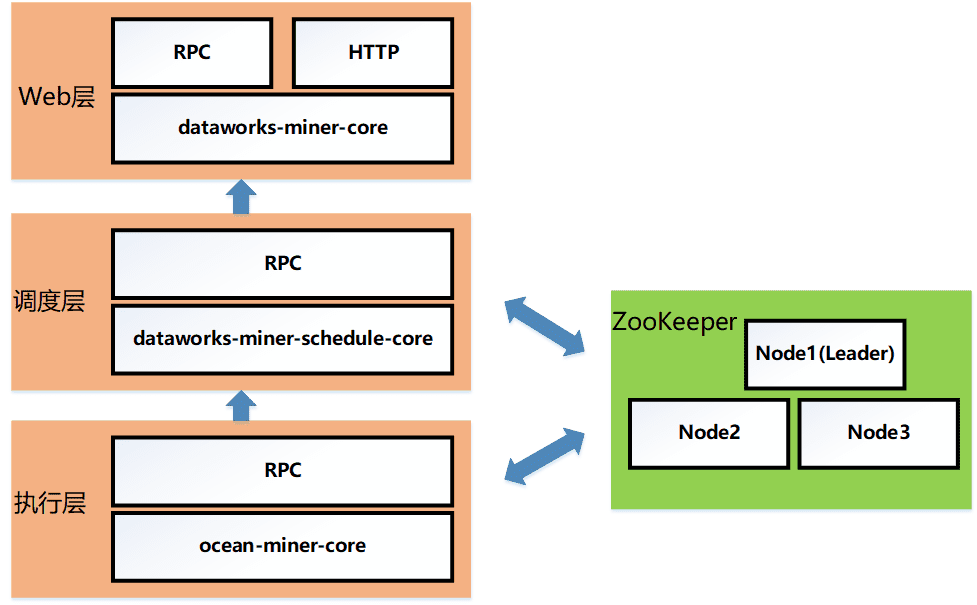 Web层
RPC
HTTP
dataworks-miner-core
调度层
RPC
dataworks-miner-schedule-core
执行层
RPC
ocean-miner-core
ZooKeeper
Node1(Leader)
Node2
Node3